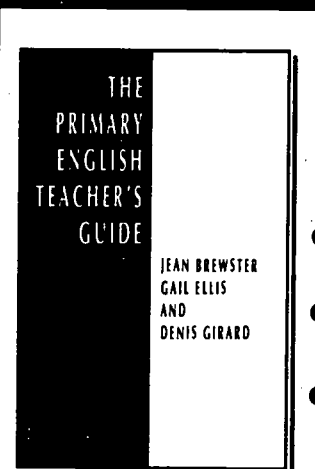 THE
PRIMARY
ENGLISH
TEACHER'S
GUIDE
JEAN BREWSTER
GAIL ELLIS
AND
DENIS GIRARD